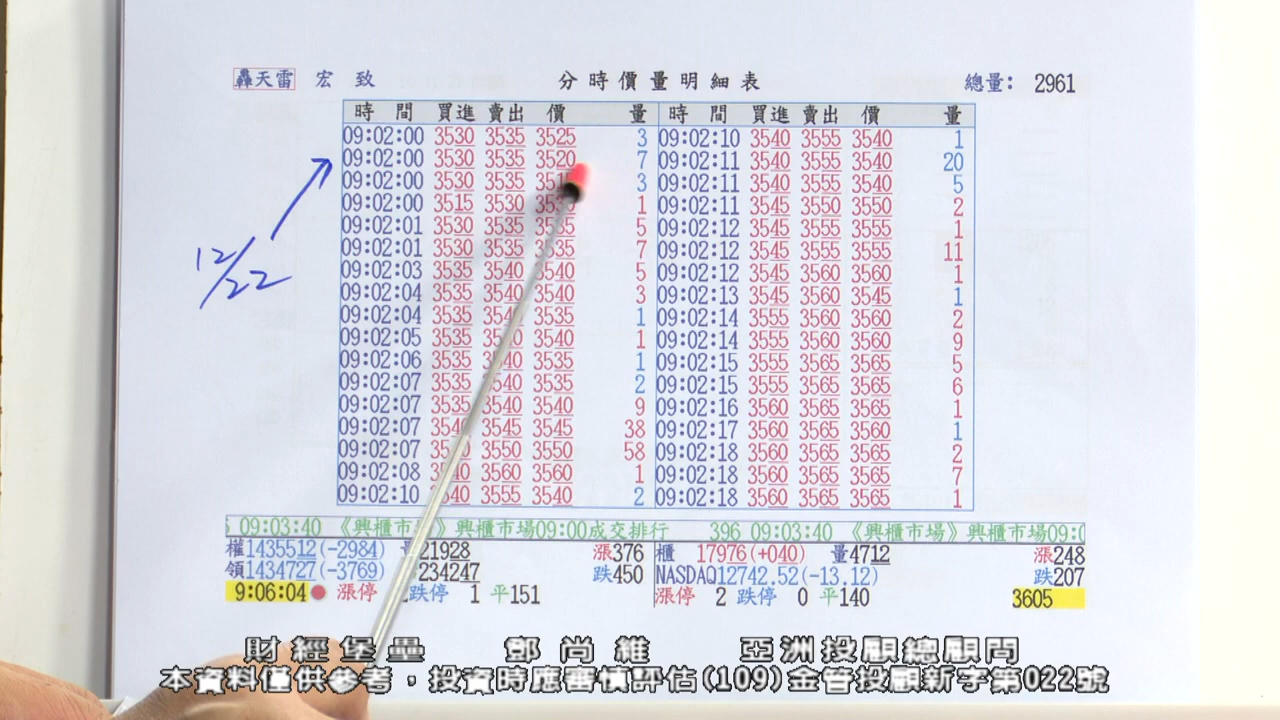 轟天雷 宏 致 分時價量明細表 總量: 2961
時 間 買進 賣出 價 量 時 間 買進 賣出 價 量
09:02:00 3530 3535 3525 3 09:02:10 3540 3555 3540 1
09:02:00 3530 3535 3520 7 09:02:11 3540 3555 3540 20
09:02:00 3530 3535 3 09:02:11 3540 3555 3540 5
09:02:00 3515 3530 1 09:02:11 3545 3550 3550 2
09:02:01 3530 3535 3535 5 09:02:12 3545 3555 3555 1
09:02:01 3530 3535 3535 7 09:02:12 3545 3555 3555 11
09:02:03 3535 3540 3540 5 09:02:12 3545 3560 3560 1
09:02:04 3535 3540 3540 3 09:02:13 3545 3560 3545 1
09:02:04 3535 3540 3535 1 09:02:14 3555 3560 3560 2
09:02:05 3535 3540 1 09:02:14 3555 3560 3560 9
09:02:06 3535 3535 1 09:02:15 3555 3565 3565 5
09:02:07 3535 3540 3535 2 09:02:15 3555 3565 3565 6
09:02:07 3535 3540 3540 9 09:02:16 3560 3565 3565 1
09:02:07 3540 3545 3545 38 09:02:17 3560 3565 3560 1
09:02:07 3550 3550 58 09:02:18 3560 3565 3565 2
09:02:08 3560 3560 1 09:02:18 3560 3565 3565 7
09:02:10 3555 3540 2 09:02:18 3560 3565 3565 1
12/22
09:03:40 《興櫃市場》興櫃市場09:00成交排行 396 09:03:40 《興櫃市場》興櫃市場09:0
權1435512(-2984) 量21928 漲376 櫃 17976(+040) 量4712 漲248
領1434727(-3769) 234247 跌450 NASDAQ12742.52(-13.12) 跌207
9:06:04 漲停 跌停 1 平151 漲停 2 跌停 0 平140 3605
財經堡壘 鄧尚維 亞洲投顧總顧問
本資料僅供參考，投資時應審慎評估(109)金管投顧新字第022號